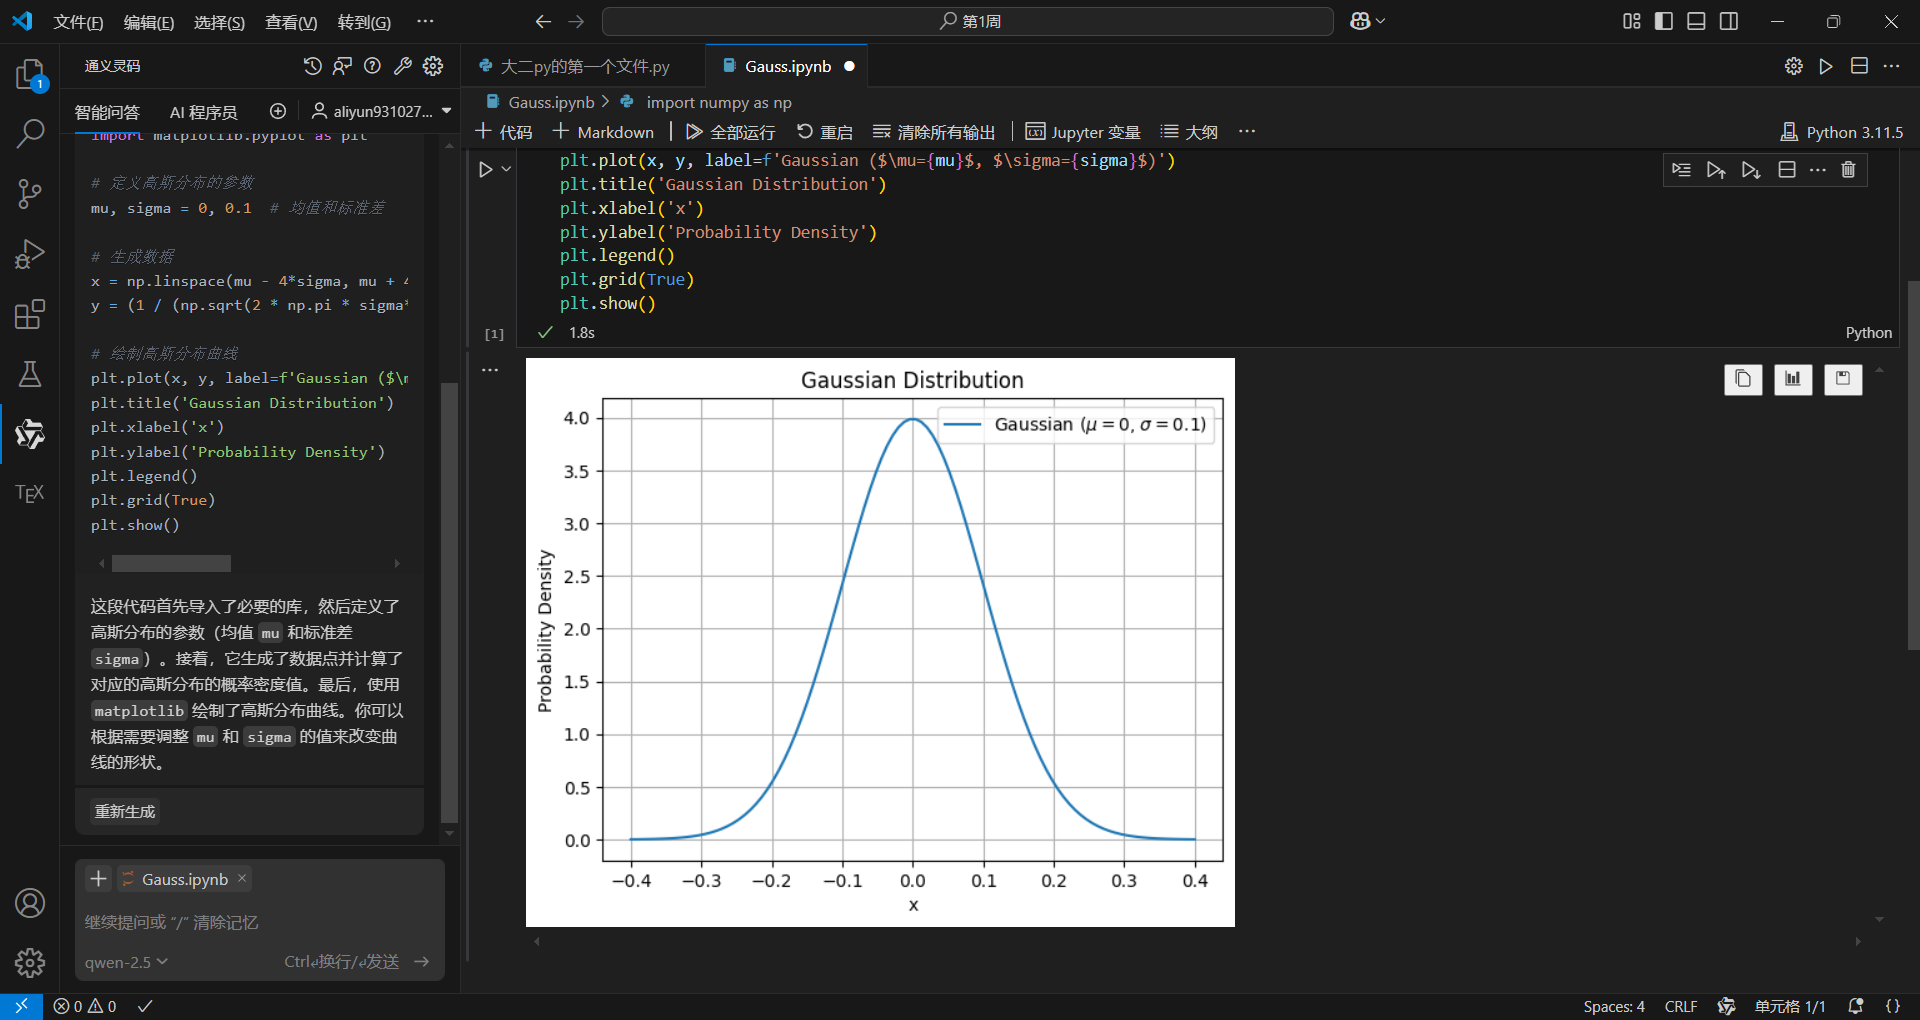 文件(F) 编辑(E) 选择(S) 查看(V) 转到(G) ···
第1周
通义灵码
智能问答 AI 程序员 aliyun931027...
import matplotlib.pyplot as plt
# 定义高斯分布的参数
mu, sigma = 0, 0.1 # 均值和标准差
# 生成数据
x = np.linspace(mu - 4*sigma, mu + 4
y = (1 / (np.sqrt(2 * np.pi * sigma*
# 绘制高斯分布曲线
plt.plot(x, y, label=f'Gaussian ($\m
plt.title('Gaussian Distribution')
plt.xlabel('x')
plt.ylabel('Probability Density')
plt.legend()
plt.grid(True)
plt.show()
这段代码首先导入了必要的库，然后定义了
高斯分布的参数（均值 mu 和标准差
sigma）。接着，它生成了数据点并计算了
对应的高斯分布的概率密度值。最后，使用
matplotlib 绘制了高斯分布曲线。你可以
根据需要调整 mu 和 sigma 的值来改变曲
线的形状。
重新生成
Gauss.ipynb ×
继续提问或 “/” 清除记忆
qwen-2.5
Ctrl↲换行/↲发送
1
TEX
大二py的第一个文件.py
Gauss.ipynb
Gauss.ipynb > import numpy as np
代码 Markdown 全部运行 重启 清除所有输出 Jupyter 变量 大纲 ···
Python 3.11.5
plt.plot(x, y, label=f'Gaussian ($\mu={mu}$, $\sigma={sigma}$)')
plt.title('Gaussian Distribution')
plt.xlabel('x')
plt.ylabel('Probability Density')
plt.legend()
plt.grid(True)
plt.show()
[1] 1.8s
Python
Gaussian Distribution
Gaussian (μ = 0, σ = 0.1)
Probability Density
4.0
3.5
3.0
2.5
2.0
1.5
1.0
0.5
0.0
−0.4 −0.3 −0.2 −0.1 0.0 0.1 0.2 0.3 0.4
x
0 0
Spaces: 4 CRLF 单元格 1/1 {}